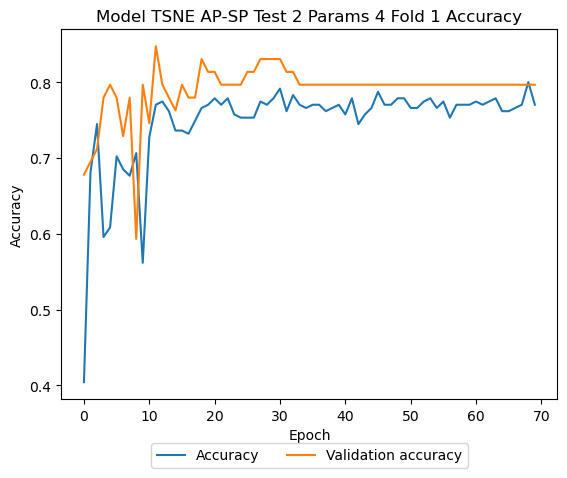 Model TSNE AP-SP Test 2 Params 4 Fold 1 Accuracy
0.8
0.7
0.6
0.5
0.4
Accuracy
0 10 20 30 40 50 60 70
Epoch
Accuracy Validation accuracy